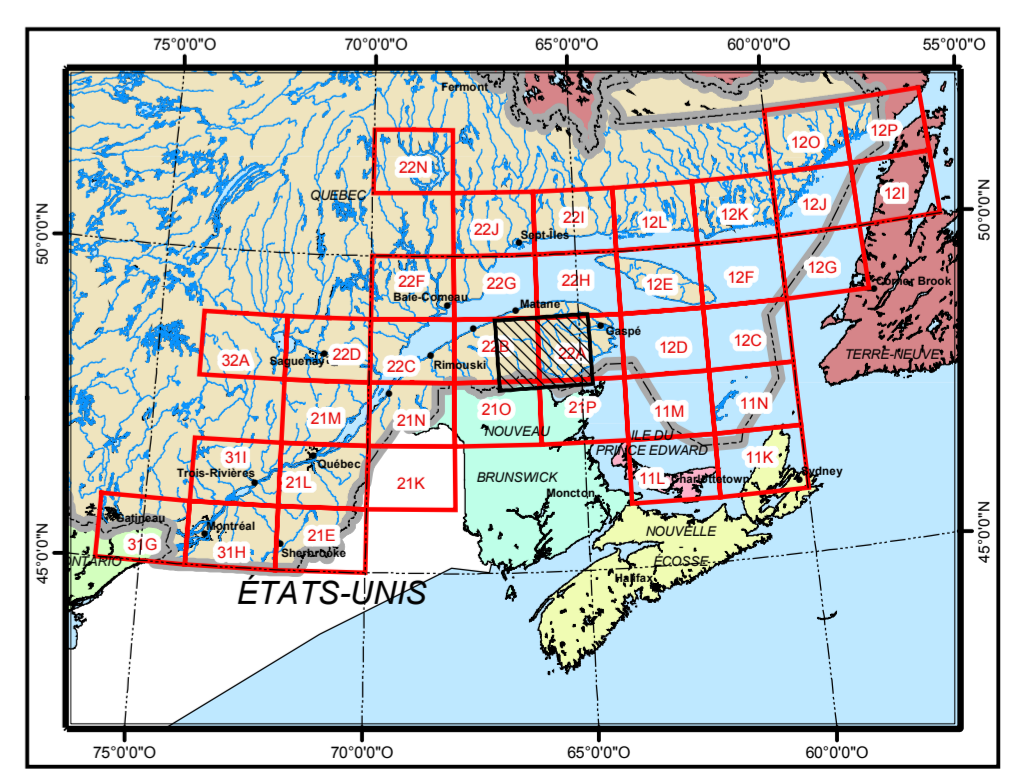 75°0'0"O 70°0'0"O 65°0'0"O 60°0'0"O 55°0'0"O
Fermont
12P
12O
22N
12I
QUEBEC
12J
12K
22I
12L
22J
Sept-Iles
50°0'0"N
50°0'0"N
12G
12F
22H
22F
22G
12E
Corner Brook
Baie-Comeau
Matane
Gaspé
12C
12D
22B
22A
22D
Saguenay
32A
Rimouski
22C
TERRE-NEUVE
11N
21O
21P
11M
21M
21N
NOUVEAU
ILE DU
PRINCE EDWARD
31I
Québec
11K
Trois-Rivières
Sydney
21L
21K
BRUNSWICK
11L
Charlottetown
Moncton
Gatineau
Montréal
21E
NOUVELLE
31G
31H
Sherbrooke
ONTARIO
ÉCOSSE
45°0'0"N
45°0'0"N
Halifax
ÉTATS-UNIS
75°0'0"O 70°0'0"O 65°0'0"O 60°0'0"O